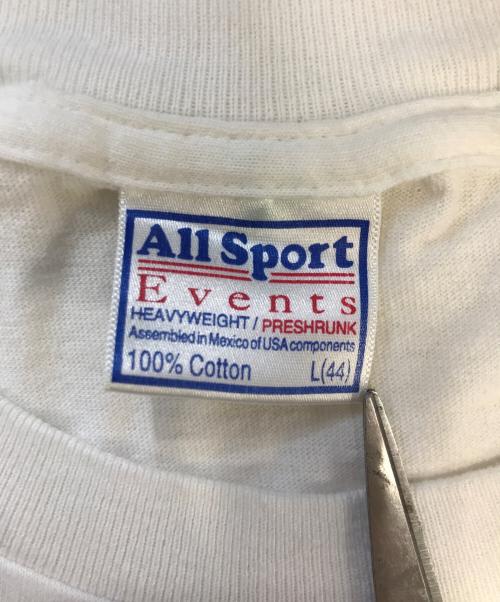 All Sport
Events
HEAVYWEIGHT / PRESHRUNK
Assembled in Mexico of USA components
100% Cotton L(44)